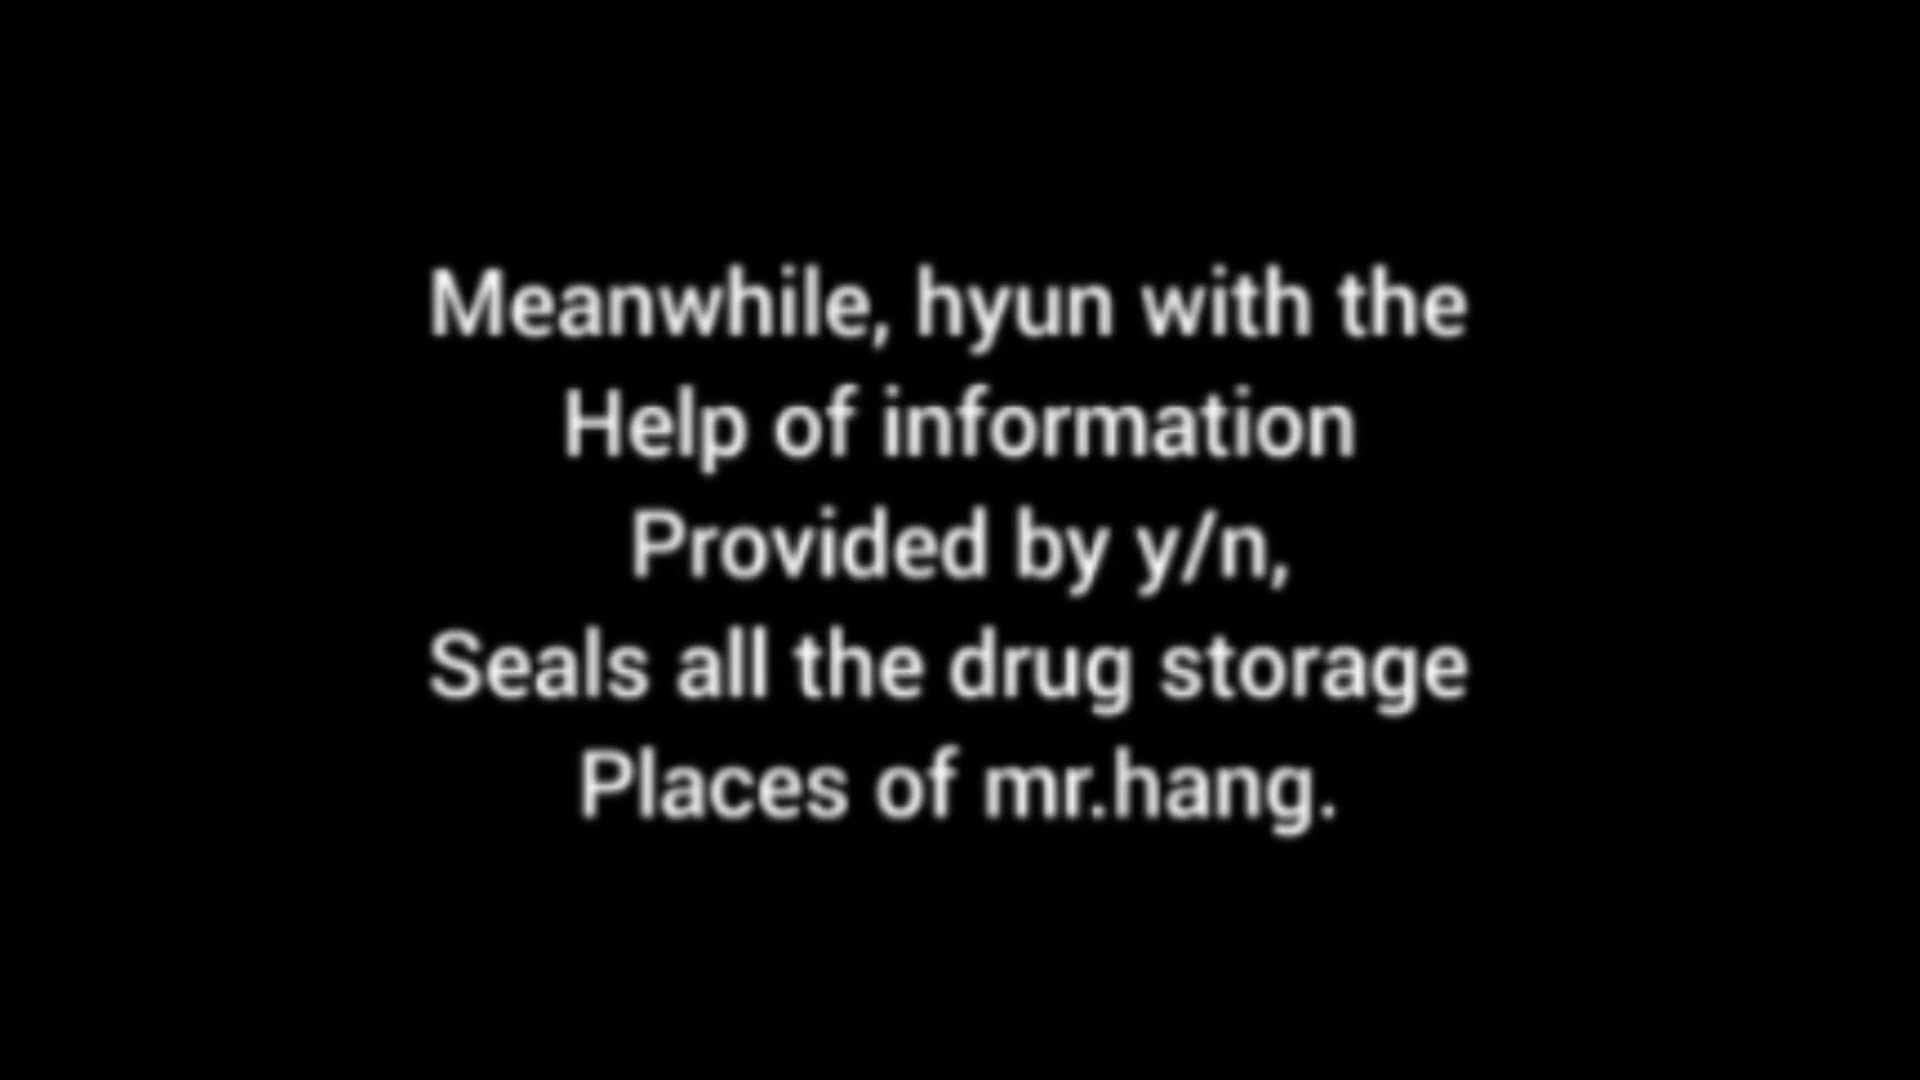 Meanwhile, hyun with the
Help of information
Provided by y/n,
Seals all the drug storage
Places of mr.hang.